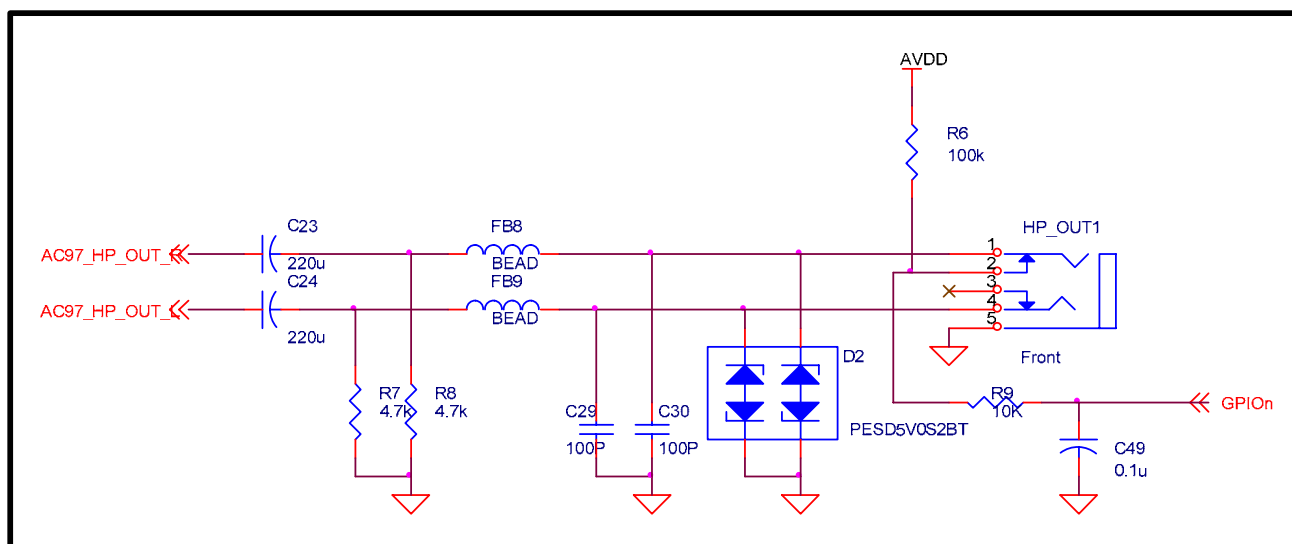 AVDD
R6
100k
C23
FB8
HP_OUT1
AC97_HP_OUT_R
220u
BEAD
1
2
C24
FB9
3
AC97_HP_OUT_L
4
220u
BEAD
5
D2
Front
R7
R8
R9
GPIOn
4.7k
4.7k
C29
C30
10K
PESD5V0S2BT
100P
100P
C49
0.1u